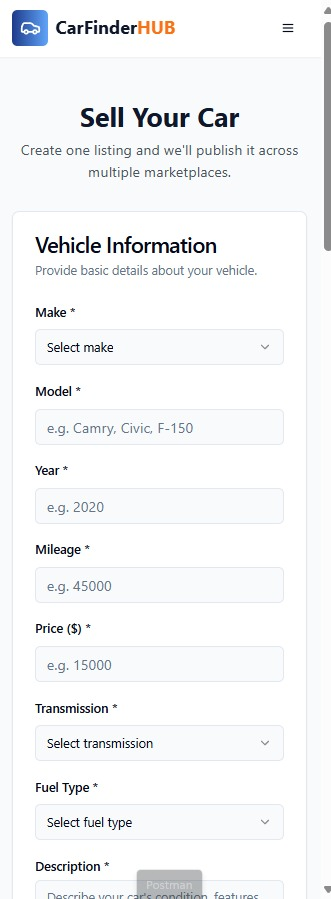 CarFinderHUB
Sell Your Car
Create one listing and we'll publish it across
multiple marketplaces.
Vehicle Information
Provide basic details about your vehicle.
Make *
Select make
Model *
e.g. Camry, Civic, F-150
Year *
e.g. 2020
Mileage *
e.g. 45000
Price ($) *
e.g. 15000
Transmission *
Select transmission
Fuel Type *
Select fuel type
Description *
Postman
Describe your car's condition, features,